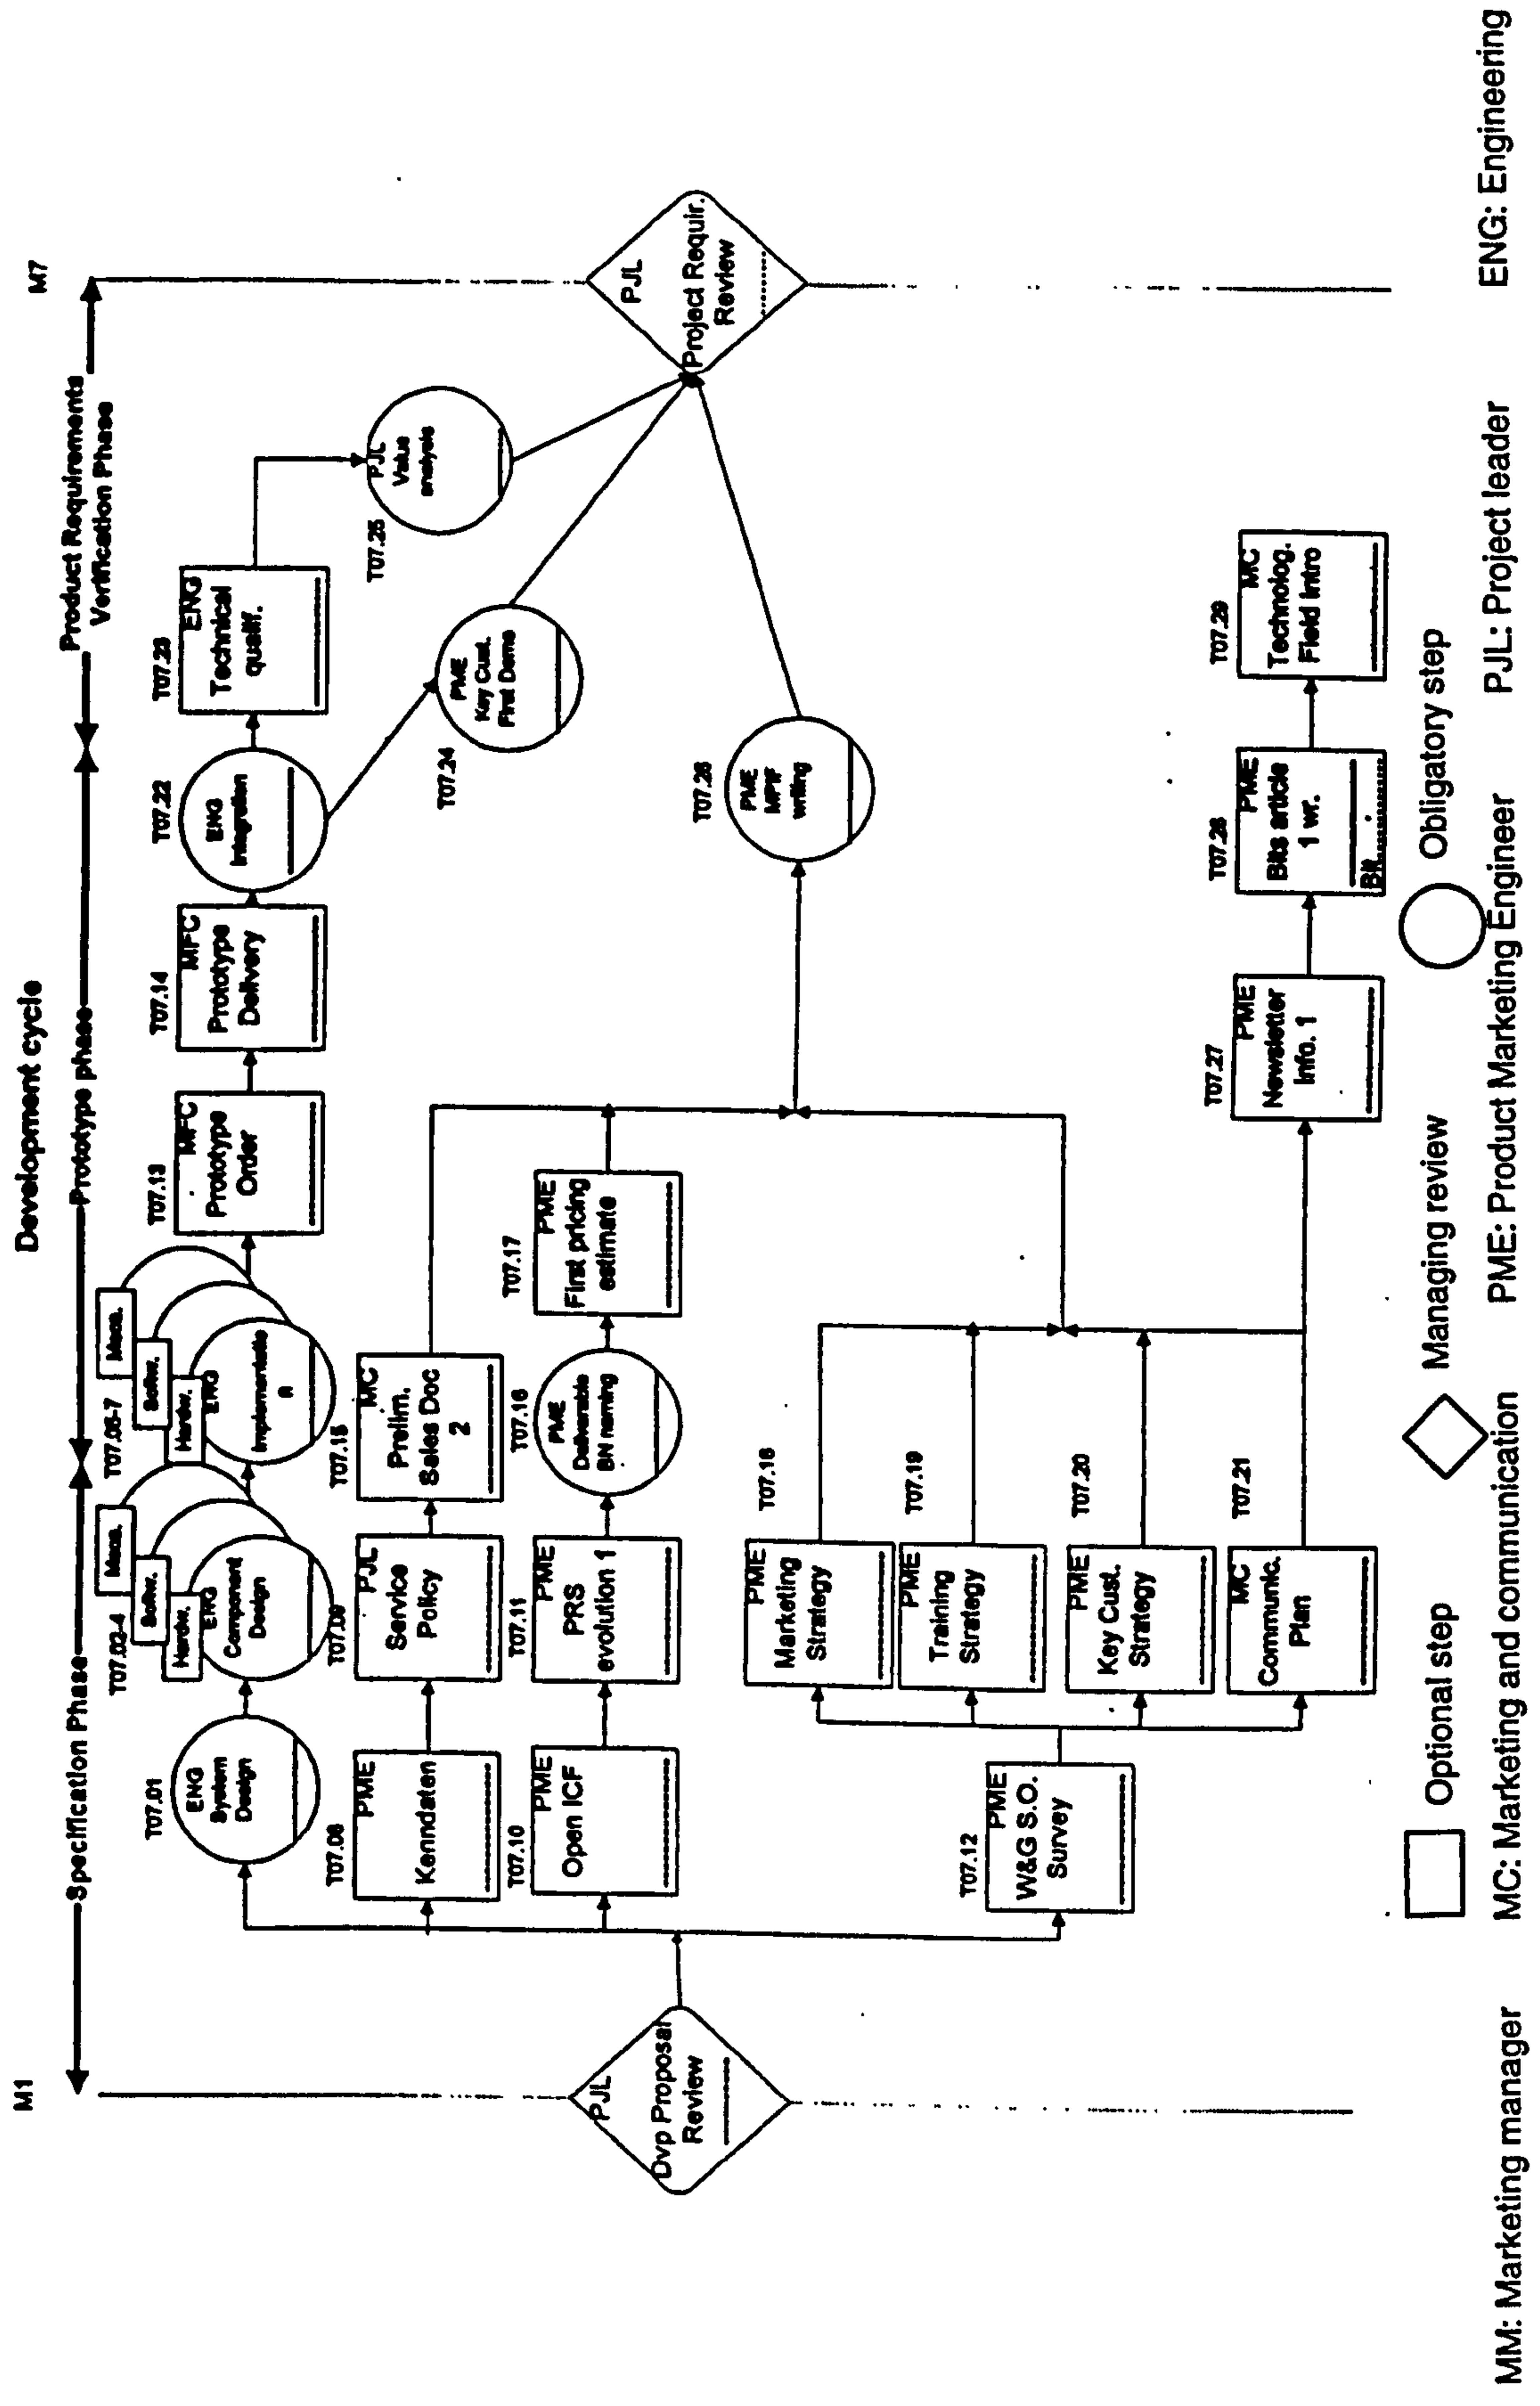 Development cycle
M1
M7
Specification Phase
Prototype phase
Product Requirements
Verification Phase
T07.01
ENG
System
Design
T07.02-4
Meca.
Softw.
Hardw.
ENG
Component
Design
T07.05-7
Meca.
Softw.
Hardw.
ENG
Implementatio
n
T07.13
MFC
Prototype
Order
T07.14
MFC
Prototype
Delivery
T07.22
ENG
Integration
T07.23
ENG
Technical
qualif.
T07.08
PME
Kenndaten
T07.09
PJL
Service
Policy
T07.15
MC
Prelim.
Sales Doc
2
T07.24
PME
Key Cust.
First Demo
T07.25
PJL
Value
analysis
T07.10
PME
Open ICF
T07.11
PME
PRS
evolution 1
T07.16
PME
Deliverable
BN naming
T07.17
PME
First pricing
estimate
PJL
Dvp Proposal
Review
PJL
Project Requir.
Review
T07.26
PME
MPIF
writing
T07.18
PME
Marketing
Strategy
T07.19
PME
Training
Strategy
T07.12
PME
W&G S.O.
Survey
T07.20
PME
Key Cust.
Strategy
T07.21
MC
Communic.
Plan
T07.27
PME
Newsletter
Info. 1
T07.28
PME
Bits article
1 wr.
T07.29
MC
Technolog.
Field Intro
Optional step
Managing review
Obligatory step
MM: Marketing manager
MC: Marketing and communication
PME: Product Marketing Engineer
PJL: Project leader
ENG: Engineering